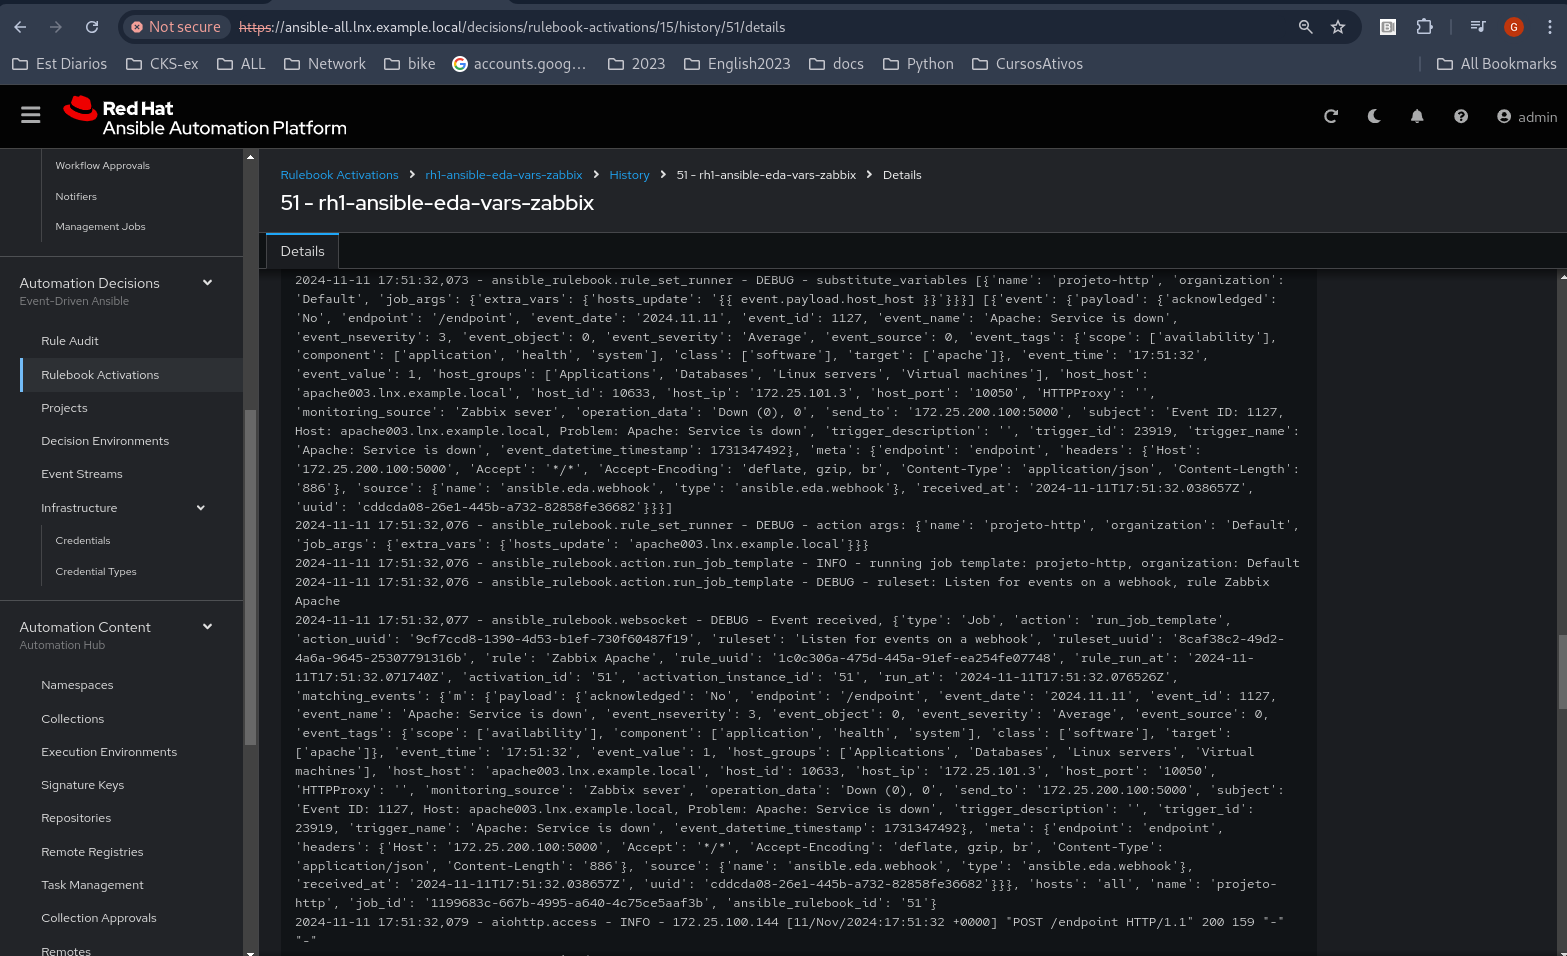 Not secure https://ansible-all.lnx.example.local/decisions/rulebook-activations/15/history/51/details
G
Est Diarios CKS-ex ALL Network bike accounts.goog... 2023 English2023 docs Python CursosAtivos All Bookmarks
Red Hat
Ansible Automation Platform
admin
Workflow Approvals
Notifiers
Management Jobs
Automation Decisions
Event-Driven Ansible
Rule Audit
Rulebook Activations
Projects
Decision Environments
Event Streams
Infrastructure
Credentials
Credential Types
Automation Content
Automation Hub
Namespaces
Collections
Execution Environments
Signature Keys
Repositories
Remote Registries
Task Management
Collection Approvals
Remotes
Rulebook Activations > rh1-ansible-eda-vars-zabbix > History > 51 - rh1-ansible-eda-vars-zabbix > Details
51 - rh1-ansible-eda-vars-zabbix
Details
2024-11-11 17:51:32,073 - ansible_rulebook.rule_set_runner - DEBUG - substitute_variables [{'name': 'projeto-http', 'organization':
'Default', 'job_args': {'extra_vars': {'hosts_update': '{{ event.payload.host_host }}'}}}] [{'event': {'payload': {'acknowledged':
'No', 'endpoint': '/endpoint', 'event_date': '2024.11.11', 'event_id': 1127, 'event_name': 'Apache: Service is down',
'event_nseverity': 3, 'event_object': 0, 'event_severity': 'Average', 'event_source': 0, 'event_tags': {'scope': ['availability'],
'component': ['application', 'health', 'system'], 'class': ['software'], 'target': ['apache']}, 'event_time': '17:51:32',
'event_value': 1, 'host_groups': ['Applications', 'Databases', 'Linux servers', 'Virtual machines'], 'host_host':
'apache003.lnx.example.local', 'host_id': 10633, 'host_ip': '172.25.101.3', 'host_port': '10050', 'HTTPProxy': '',
'monitoring_source': 'Zabbix sever', 'operation_data': 'Down (0), 0', 'send_to': '172.25.200.100:5000', 'subject': 'Event ID: 1127,
Host: apache003.lnx.example.local, Problem: Apache: Service is down', 'trigger_description': '', 'trigger_id': 23919, 'trigger_name':
'Apache: Service is down', 'event_datetime_timestamp': 1731347492}, 'meta': {'endpoint': 'endpoint', 'headers': {'Host':
'172.25.200.100:5000', 'Accept': '*/*', 'Accept-Encoding': 'deflate, gzip, br', 'Content-Type': 'application/json', 'Content-Length':
'886'}, 'source': {'name': 'ansible.eda.webhook', 'type': 'ansible.eda.webhook'}, 'received_at': '2024-11-11T17:51:32.038657Z',
'uuid': 'cddcda08-26e1-445b-a732-82858fe36682'}}}]
2024-11-11 17:51:32,076 - ansible_rulebook.rule_set_runner - DEBUG - action args: {'name': 'projeto-http', 'organization': 'Default',
'job_args': {'extra_vars': {'hosts_update': 'apache003.lnx.example.local'}}}
2024-11-11 17:51:32,076 - ansible_rulebook.action.run_job_template - INFO - running job template: projeto-http, organization: Default
2024-11-11 17:51:32,076 - ansible_rulebook.action.run_job_template - DEBUG - ruleset: Listen for events on a webhook, rule Zabbix
Apache
2024-11-11 17:51:32,077 - ansible_rulebook.websocket - DEBUG - Event received, {'type': 'Job', 'action': 'run_job_template',
'action_uuid': '9cf7ccd8-1390-4d53-b1ef-730f60487f19', 'ruleset': 'Listen for events on a webhook', 'ruleset_uuid': '8caf38c2-49d2-
4a6a-9645-25307791316b', 'rule': 'Zabbix Apache', 'rule_uuid': '1c0c306a-475d-445a-91ef-ea254fe07748', 'rule_run_at': '2024-11-
11T17:51:32.071740Z', 'activation_id': '51', 'activation_instance_id': '51', 'run_at': '2024-11-11T17:51:32.076526Z',
'matching_events': {'m': {'payload': {'acknowledged': 'No', 'endpoint': '/endpoint', 'event_date': '2024.11.11', 'event_id': 1127,
'event_name': 'Apache: Service is down', 'event_nseverity': 3, 'event_object': 0, 'event_severity': 'Average', 'event_source': 0,
'event_tags': {'scope': ['availability'], 'component': ['application', 'health', 'system'], 'class': ['software'], 'target':
['apache']}, 'event_time': '17:51:32', 'event_value': 1, 'host_groups': ['Applications', 'Databases', 'Linux servers', 'Virtual
machines'], 'host_host': 'apache003.lnx.example.local', 'host_id': 10633, 'host_ip': '172.25.101.3', 'host_port': '10050',
'HTTPProxy': '', 'monitoring_source': 'Zabbix sever', 'operation_data': 'Down (0), 0', 'send_to': '172.25.200.100:5000', 'subject':
'Event ID: 1127, Host: apache003.lnx.example.local, Problem: Apache: Service is down', 'trigger_description': '', 'trigger_id':
23919, 'trigger_name': 'Apache: Service is down', 'event_datetime_timestamp': 1731347492}, 'meta': {'endpoint': 'endpoint',
'headers': {'Host': '172.25.200.100:5000', 'Accept': '*/*', 'Accept-Encoding': 'deflate, gzip, br', 'Content-Type':
'application/json', 'Content-Length': '886'}, 'source': {'name': 'ansible.eda.webhook', 'type': 'ansible.eda.webhook'},
'received_at': '2024-11-11T17:51:32.038657Z', 'uuid': 'cddcda08-26e1-445b-a732-82858fe36682'}}}, 'hosts': 'all', 'name': 'projeto-
http', 'job_id': '1199683c-667b-4995-a640-4c75ce5aaf3b', 'ansible_rulebook_id': '51'}
2024-11-11 17:51:32,079 - aiohttp.access - INFO - 172.25.100.144 [11/Nov/2024:17:51:32 +0000] "POST /endpoint HTTP/1.1" 200 159 "-"
"-"